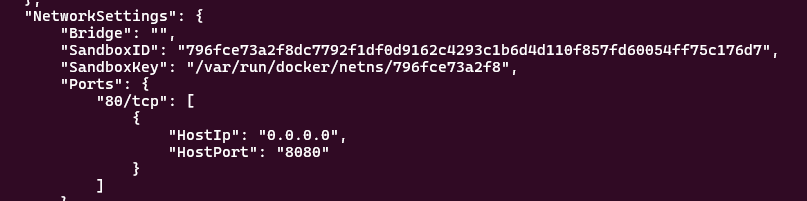 },
"NetworkSettings": {
"Bridge": "",
"SandboxID": "796fce73a2f8dc7792f1df0d9162c4293c1b6d4d110f857fd60054ff75c176d7",
"SandboxKey": "/var/run/docker/netns/796fce73a2f8",
"Ports": {
"80/tcp": [
{
"HostIp": "0.0.0.0",
"HostPort": "8080"
}
]
}